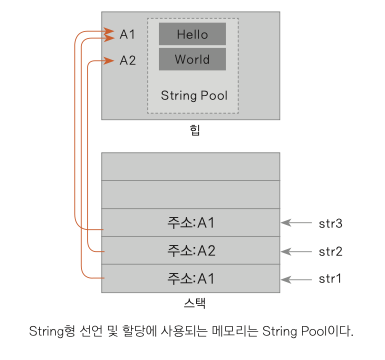 A1 Hello
A2 World
String Pool
힙
주소:A1 str3
주소:A2 str2
주소:A1 str1
스택
String형 선언 및 할당에 사용되는 메모리는 String Pool이다.